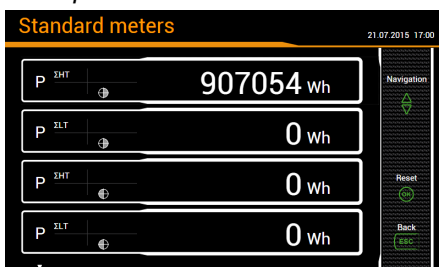 Standard meters
21.07.2015 17:00
P ΣHT 907054 Wh
P ΣLT 0 Wh
P ΣHT 0 Wh
P ΣLT 0 Wh
Navigation
Reset
OK
Back
ESC